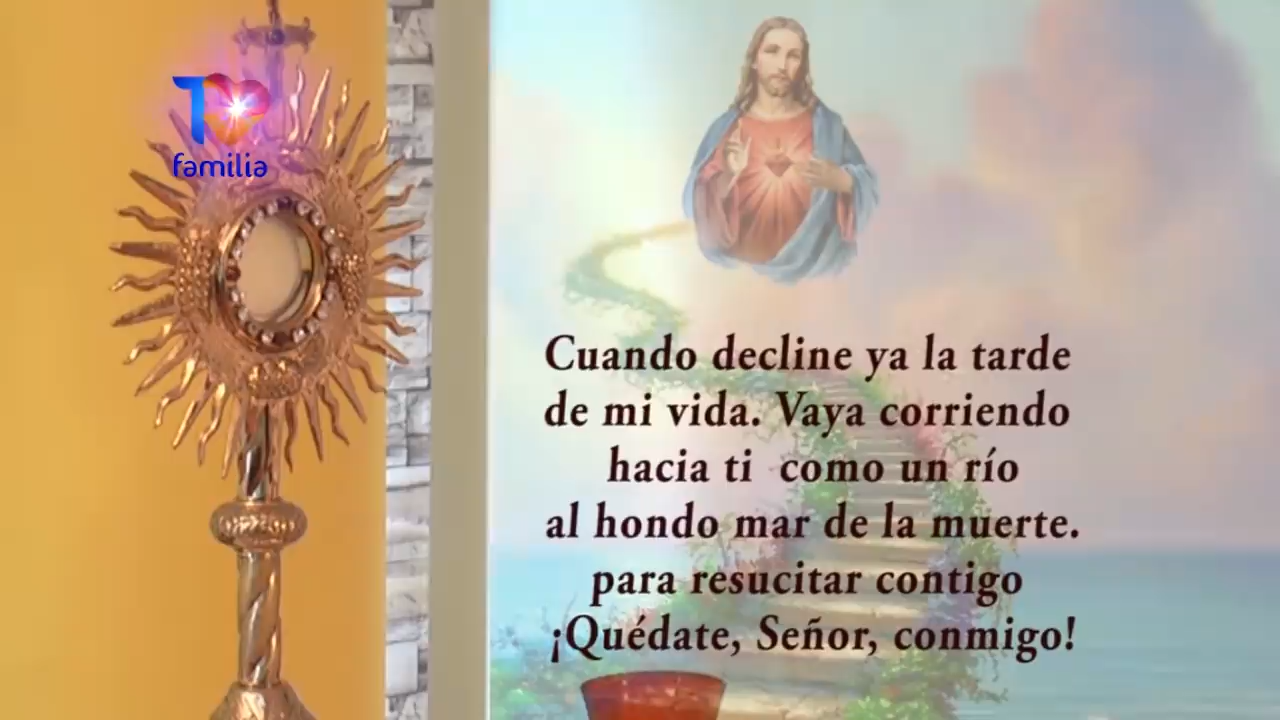 familia
Cuando decline ya la tarde
de mi vida. Vaya corriendo
hacia ti como un río
al hondo mar de la muerte.
para resucitar contigo
¡Quédate, Señor, conmigo!